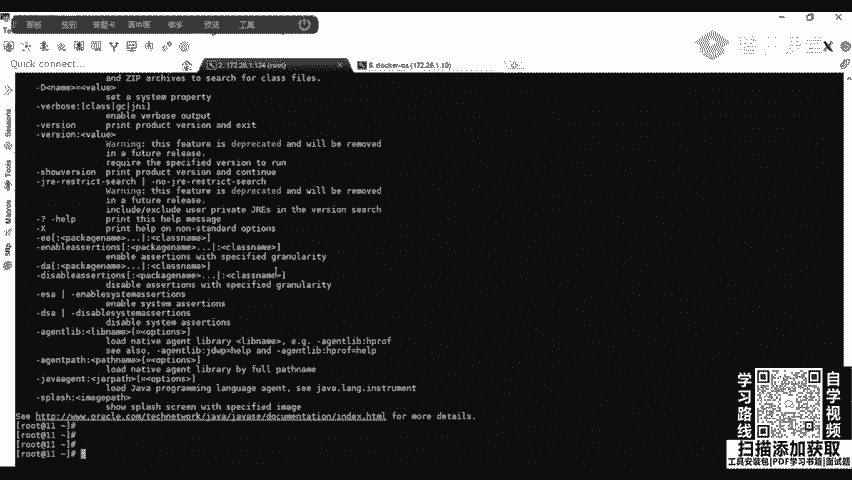 Quick connect...
2. 172.26.1.134 (root)
8. docker-os (172.26.1.10)
and ZIP archives to search for class files.
-D<name>=<value>
set a system property
-verbose:[class|gc|jni]
enable verbose output
-version      print product version and exit
-version:<value>
Warning: this feature is deprecated and will be removed
in a future release.
require the specified version to run
-showversion  print product version and continue
-jre-restrict-search | -no-jre-restrict-search
Warning: this feature is deprecated and will be removed
in a future release.
include/exclude user private JREs in the version search
-? -help      print this help message
-X            print help on non-standard options
-ea[:<packagename>...|:<classname>]
-enableassertions[:<packagename>...|:<classname>]
enable assertions with specified granularity
-da[:<packagename>...|:<classname>]
-disableassertions[:<packagename>...|:<classname>]
disable assertions with specified granularity
-esa | -enablesystemassertions
enable system assertions
-dsa | -disablesystemassertions
disable system assertions
-agentlib:<libname>[=<options>]
load native agent library <libname>, e.g. -agentlib:hprof
see also, -agentlib:jdwp=help and -agentlib:hprof=help
-agentpath:<pathname>[=<options>]
load native agent library by full pathname
-javaagent:<jarpath>[=<options>]
load Java programming language agent, see java.lang.instrument
-splash:<imagepath>
show splash screen with specified image
See http://www.oracle.com/technetwork/java/javase/documentation/index.html for more details.
[root@11 ~]#
[root@11 ~]#
[root@11 ~]#
[root@11 ~]#
Sessions
Tools
Macros
Sftp
学习路线
自学视频
扫描添加获取
工具安装包|PDF学习书籍|面试题